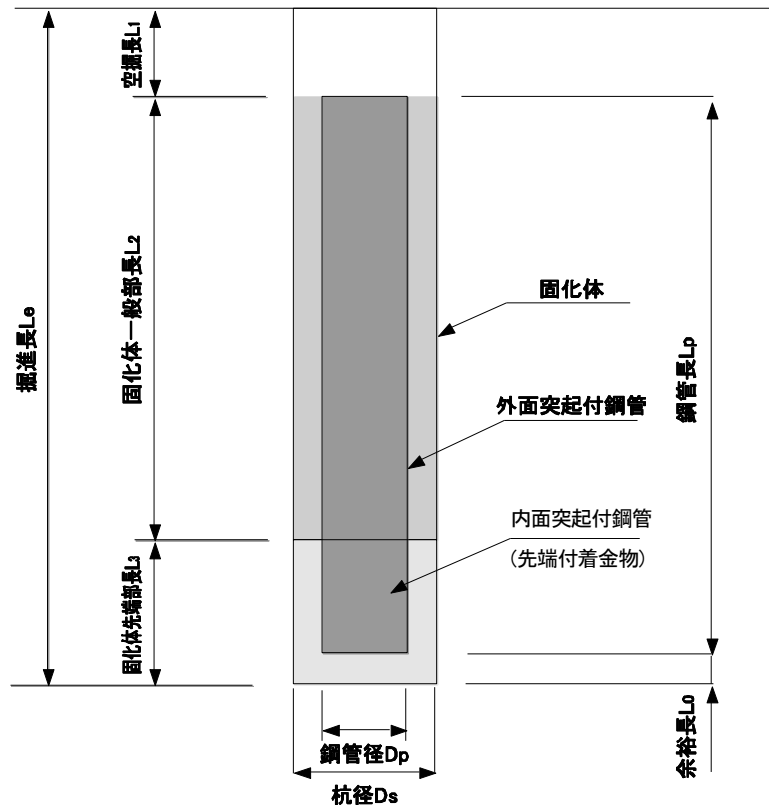 空掘長L1
固化体一般部長L2
掘進長Le
固化体先端部長L3
固化体
外面突起付鋼管
内面突起付鋼管
(先端付着金物)
鋼管長Lp
余裕長L0
鋼管径Dp
杭径Ds